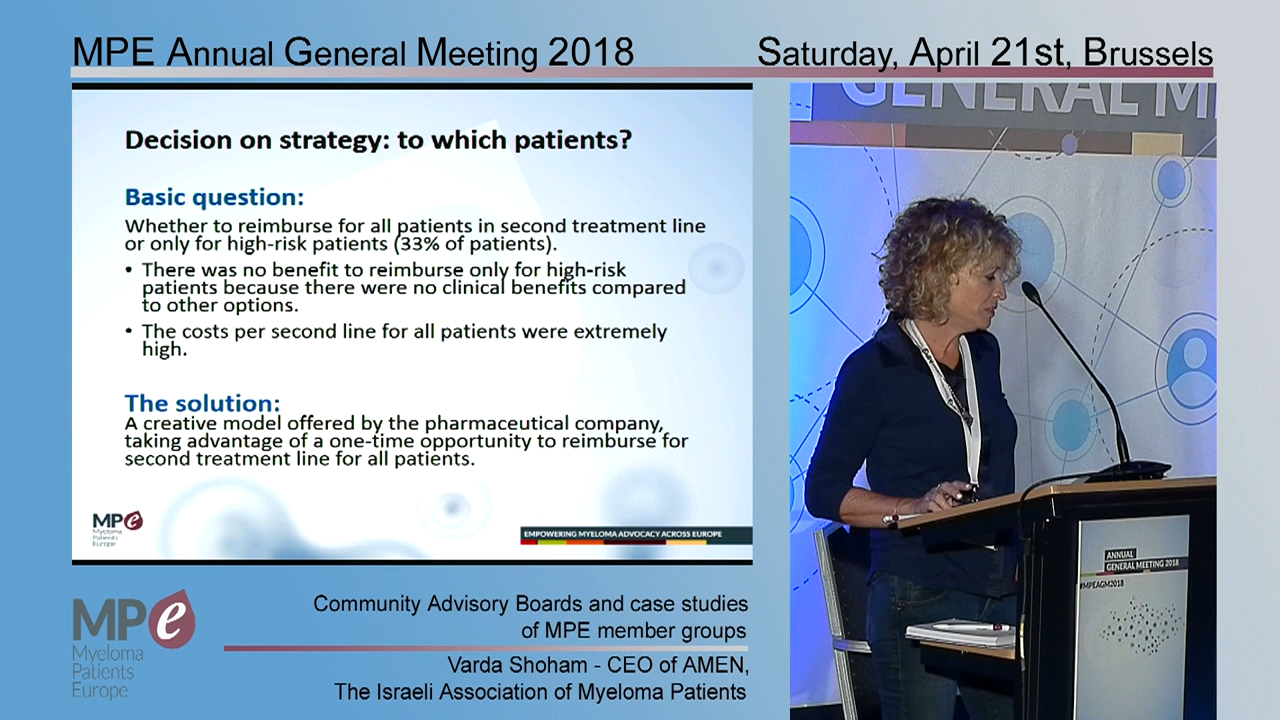 MPE Annual General Meeting 2018
Saturday, April 21st, Brussels
Decision on strategy: to which patients?
Basic question:
Whether to reimburse for all patients in second treatment line
or only for high-risk patients (33% of patients).
• There was no benefit to reimburse only for high-risk
patients because there were no clinical benefits compared
to other options.
• The costs per second line for all patients were extremely
high.
The solution:
A creative model offered by the pharmaceutical company,
taking advantage of a one-time opportunity to reimburse for
second treatment line for all patients.
MPe
Myeloma
Patients
Europe
EMPOWERING MYELOMA ADVOCACY ACROSS EUROPE
GENERAL M
ANNUAL
GENERAL MEETING 2018
#MPEAGM2018
MPe
Myeloma
Patients
Europe
Community Advisory Boards and case studies
of MPE member groups
Varda Shoham - CEO of AMEN,
The Israeli Association of Myeloma Patients